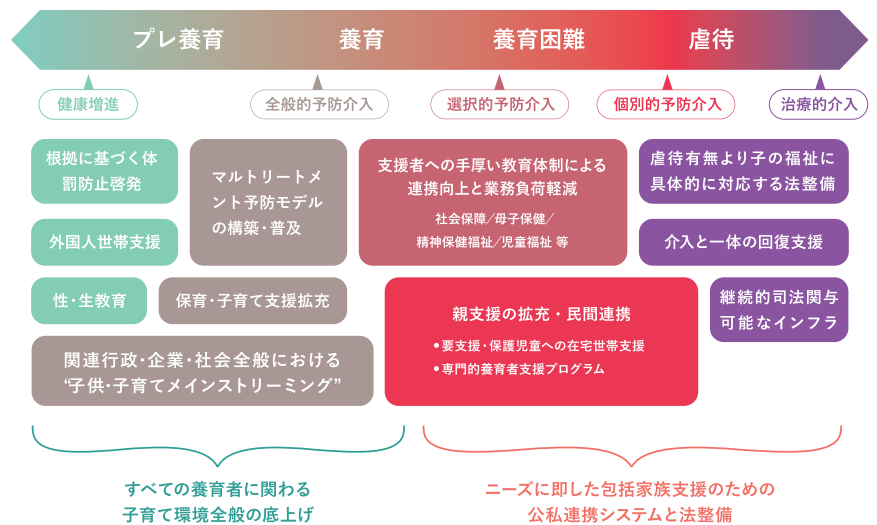 プレ養育
養育
養育困難
虐待
健康増進
全般的予防介入
選択的予防介入
個別的予防介入
治療的介入
根拠に基づく体
罰防止啓発
外国人世帯支援
性・生教育
マルトリートメ
ント予防モデル
の構築・普及
保育・子育て支援拡充
関連行政・企業・社会全般における
“子供・子育てメインストリーミング”
支援者への手厚い教育体制による
連携向上と業務負荷軽減
社会保障/母子保健/
精神保健福祉/児童福祉 等
親支援の拡充・民間連携
•要支援・保護児童への在宅世帯支援
•専門的養育者支援プログラム
虐待有無より子の福祉に
具体的に対応する法整備
介入と一体の回復支援
継続的司法関与
可能なインフラ
すべての養育者に関わる
子育て環境全般の底上げ
ニーズに即した包括家族支援のための
公私連携システムと法整備